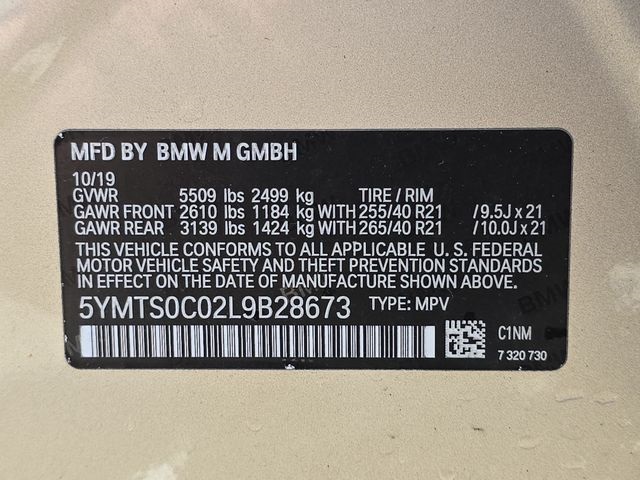 MFD BY BMW M GMBH
10/19
GVWR 5509 lbs 2499 kg TIRE / RIM
GAWR FRONT 2610 lbs 1184 kg WITH 255/40 R21 / 9.5J x 21
GAWR REAR 3139 lbs 1424 kg WITH 265/40 R21 / 10.0J x 21
THIS VEHICLE CONFORMS TO ALL APPLICABLE U. S. FEDERAL
MOTOR VEHICLE SAFETY AND THEFT PREVENTION STANDARDS
IN EFFECT ON THE DATE OF MANUFACTURE SHOWN ABOVE.
5YMTS0C02L9B28673 TYPE: MPV
C1NM
7 320 730